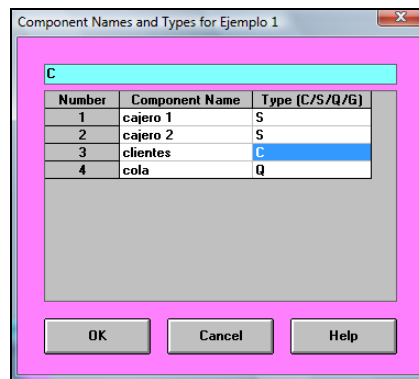 Component Names and Types for Ejemplo 1
C
Number Component Name Type (C/S/Q/G)
1 cajero 1 S
2 cajero 2 S
3 clientes C
4 cola Q
OK Cancel Help